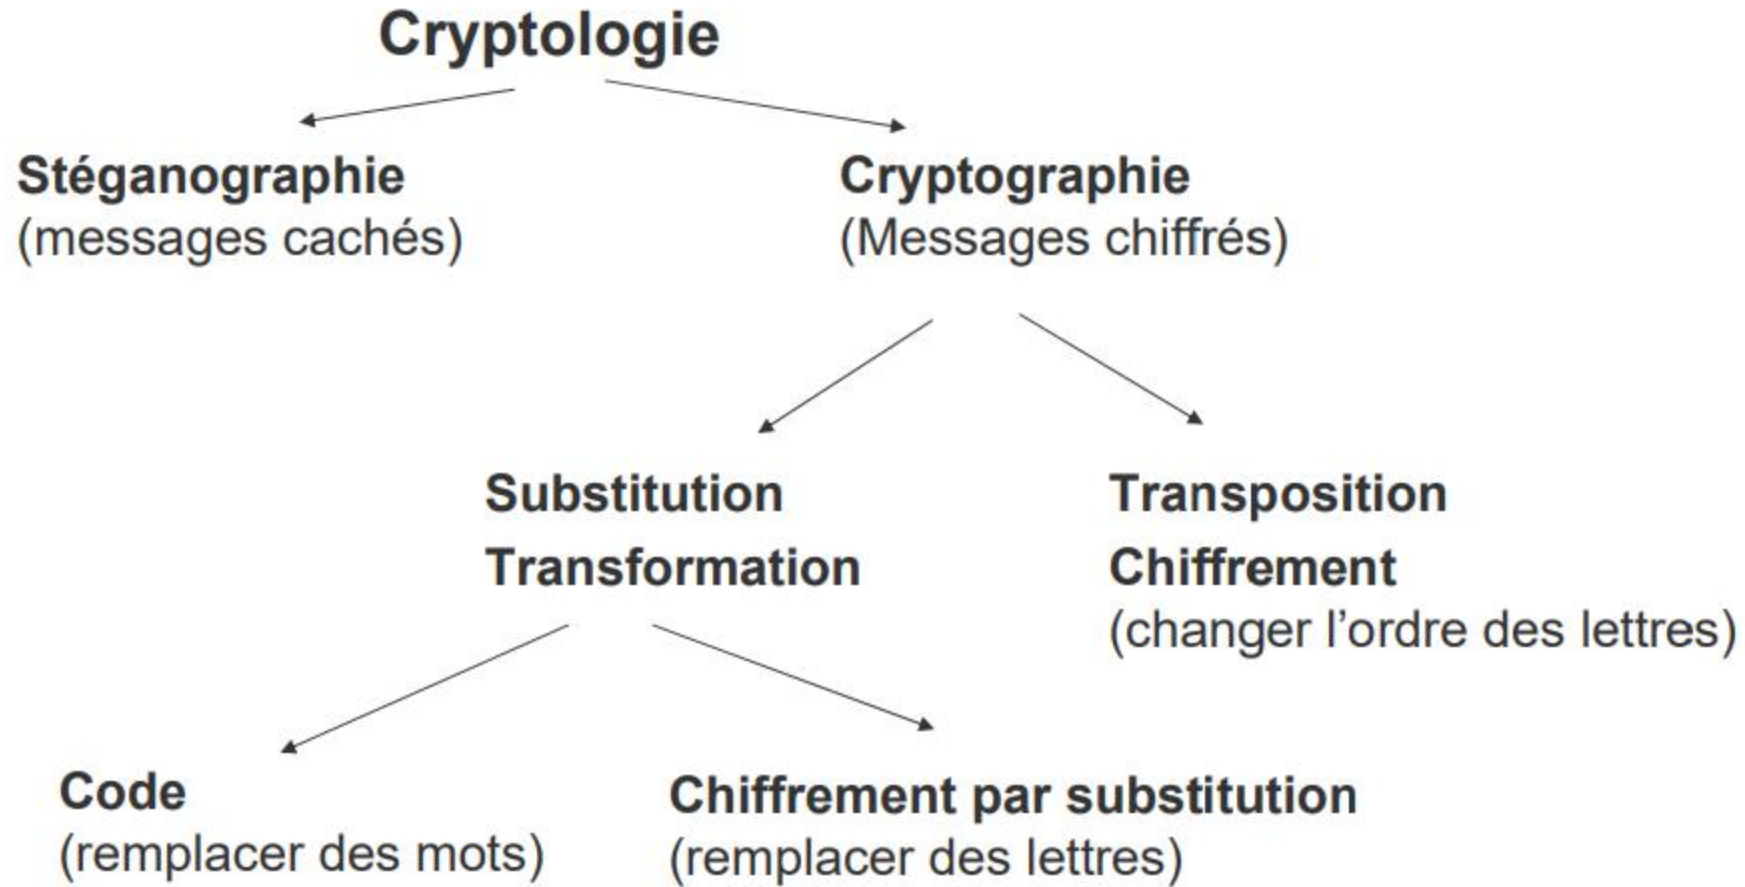 Cryptologie
Stéganographie
(messages cachés)
Cryptographie
(Messages chiffrés)
Substitution
Transformation
Transposition
Chiffrement
(changer l'ordre des lettres)
Code
(remplacer des mots)
Chiffrement par substitution
(remplacer des lettres)